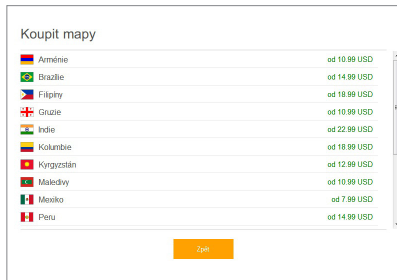 Koupit mapy
Arménie od 10.99 USD
Brazílie od 14.99 USD
Filipíny od 18.99 USD
Gruzie od 10.99 USD
Indie od 22.99 USD
Kolumbie od 18.99 USD
Kyrgyzstán od 12.99 USD
Maledivy od 10.99 USD
Mexiko od 7.99 USD
Peru od 14.99 USD
Zpět